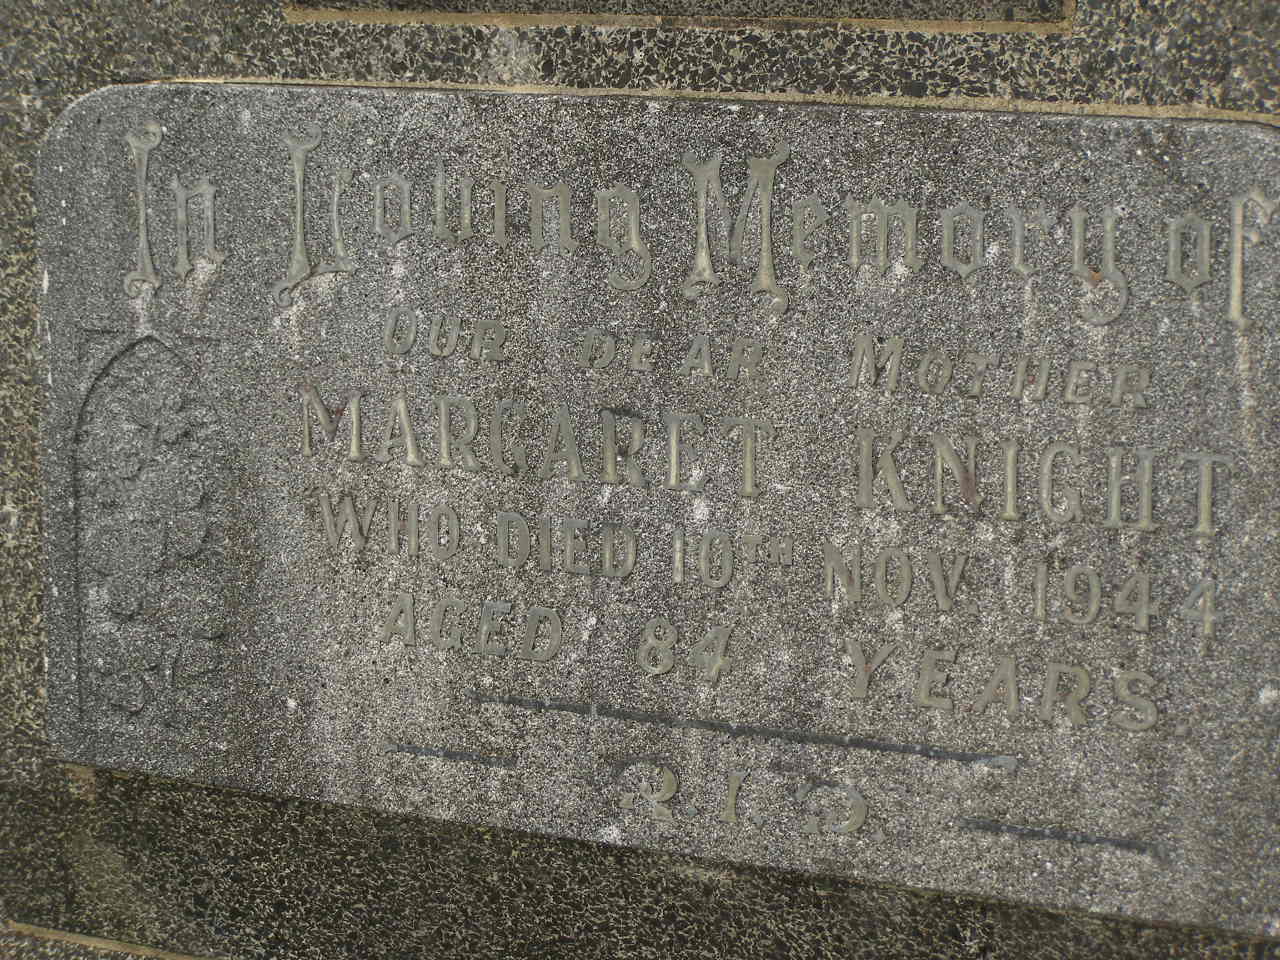 In Loving Memory of
OUR DEAR MOTHER
MARGARET KNIGHT
WHO DIED 10TH NOV 1944
AGED 84 YEARS.
R.I.P.